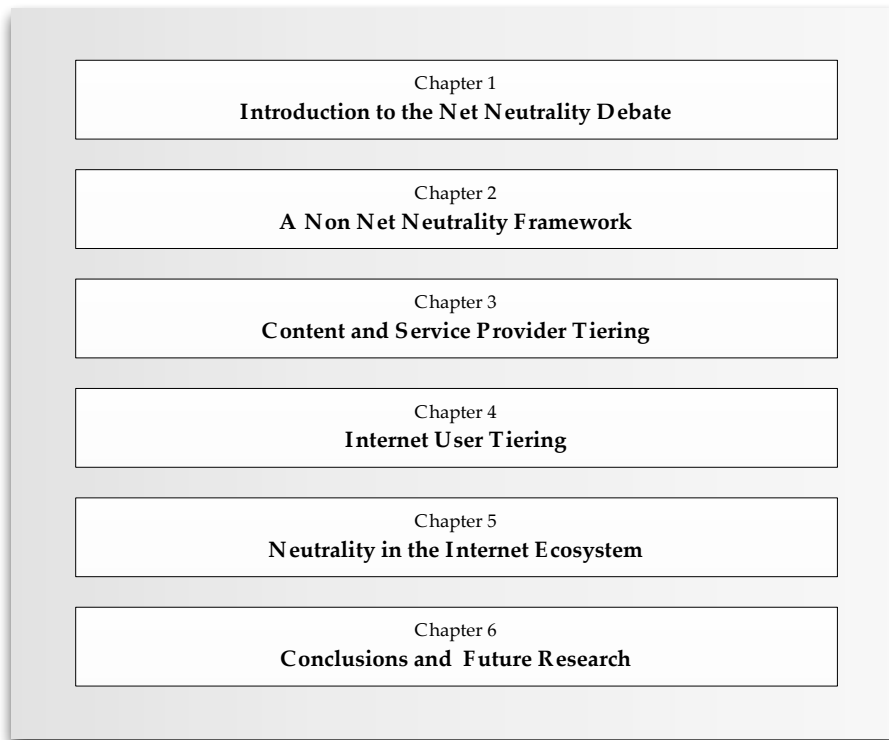 Chapter 1
Introduction to the Net Neutrality Debate
Chapter 2
A Non Net Neutrality Framework
Chapter 3
Content and Service Provider Tiering
Chapter 4
Internet User Tiering
Chapter 5
Neutrality in the Internet Ecosystem
Chapter 6
Conclusions and Future Research